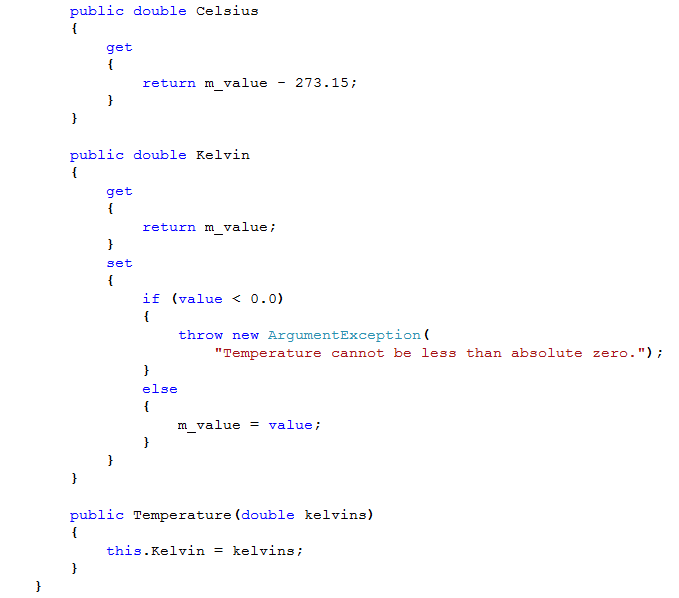 public double Celsius
{
get
{
return m_value - 273.15;
}
}
public double Kelvin
{
get
{
return m_value;
}
set
{
if (value < 0.0)
{
throw new ArgumentException(
"Temperature cannot be less than absolute zero.");
}
else
{
m_value = value;
}
}
}
public Temperature(double kelvins)
{
this.Kelvin = kelvins;
}
}